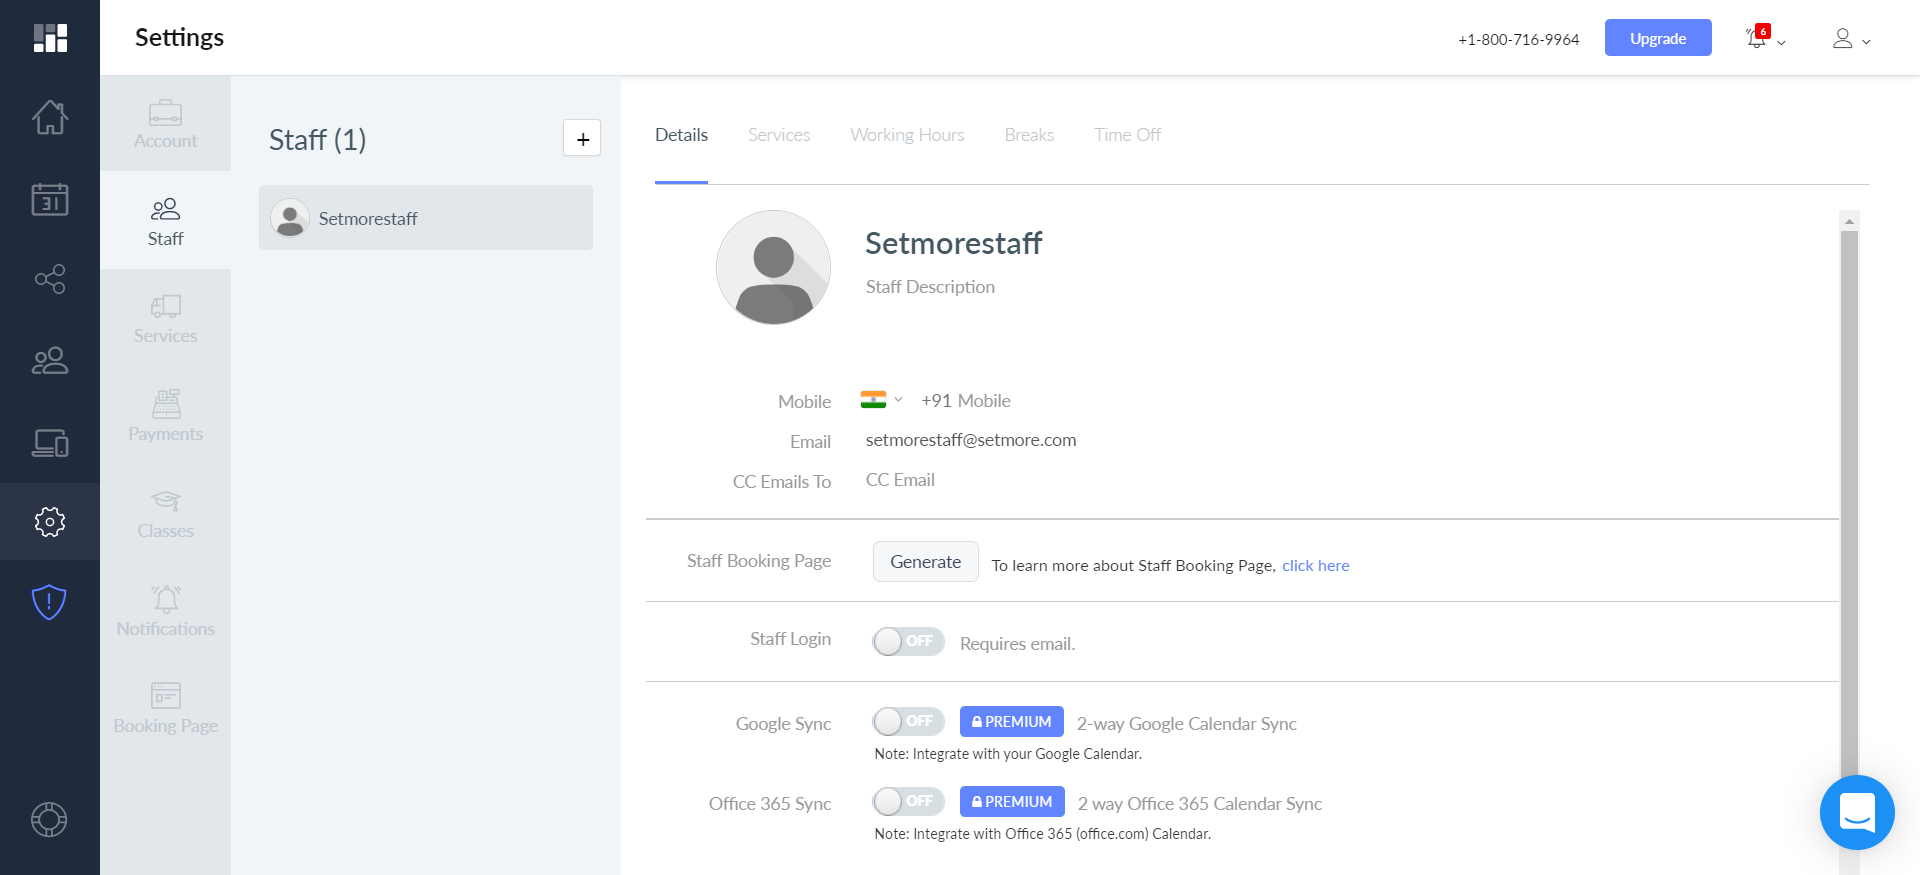 Settings
+1-800-716-9964
Upgrade
6
31
Account
Staff
Services
Payments
Classes
Notifications
Booking Page
Staff (1)
+
Setmorestaff
Details Services Working Hours Breaks Time Off
Setmorestaff
Staff Description
Mobile +91 Mobile
Email setmorestaff@setmore.com
CC Emails To CC Email
Staff Booking Page Generate To learn more about Staff Booking Page, click here
Staff Login OFF Requires email.
Google Sync OFF PREMIUM 2-way Google Calendar Sync
Note: Integrate with your Google Calendar.
Office 365 Sync OFF PREMIUM 2 way Office 365 Calendar Sync
Note: Integrate with Office 365 (office.com) Calendar.